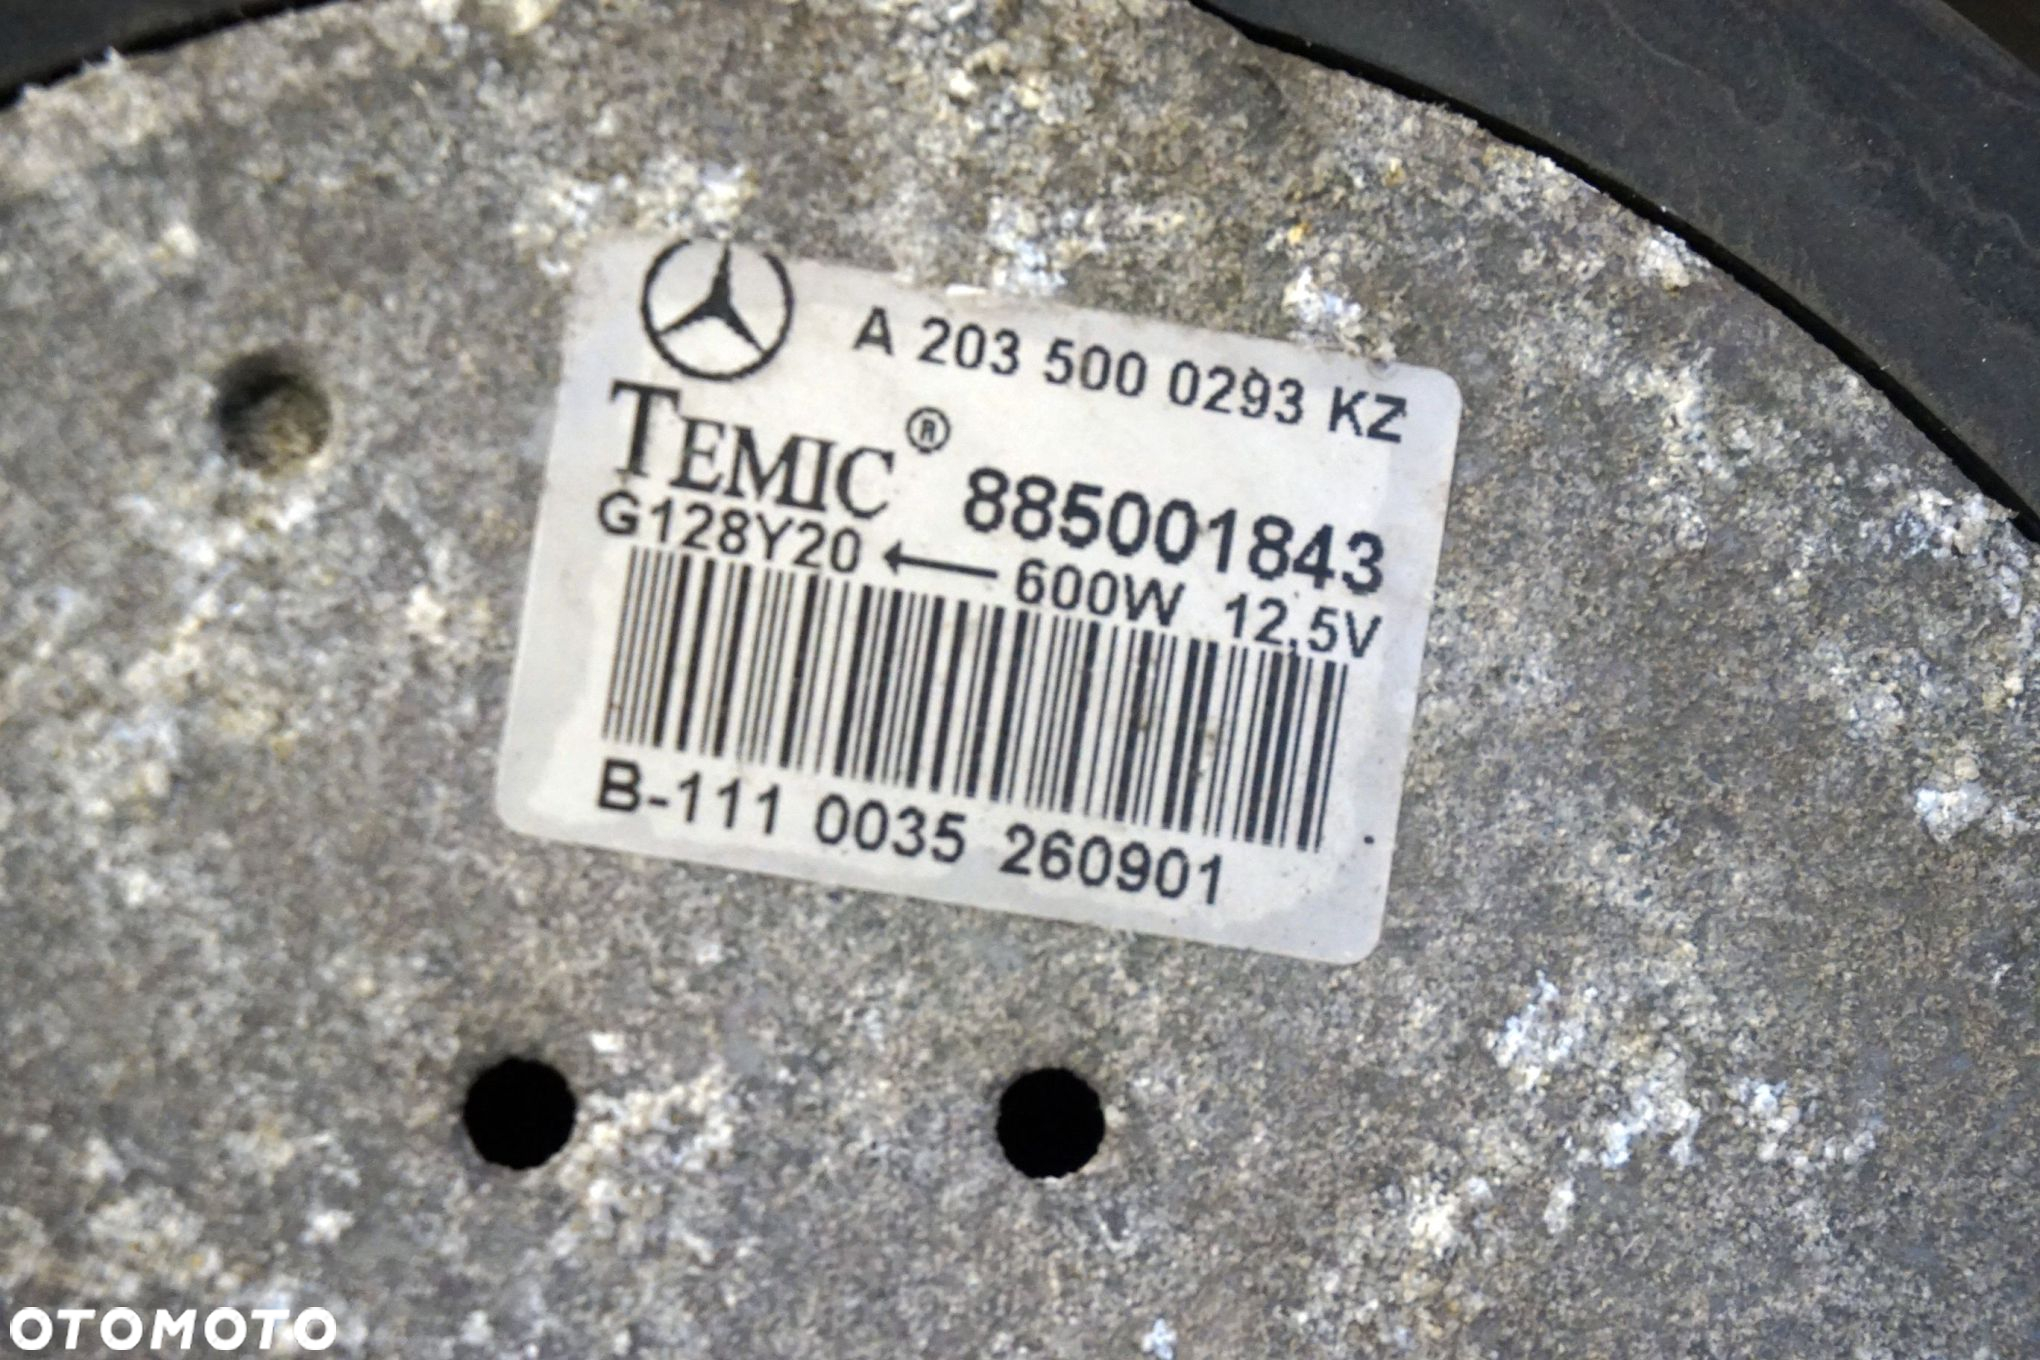 A 203 500 0293 KZ
TEMIC ® 885001843
G128Y20 ← 600W 12,5V
B-111 0035 260901
OTOMOTO